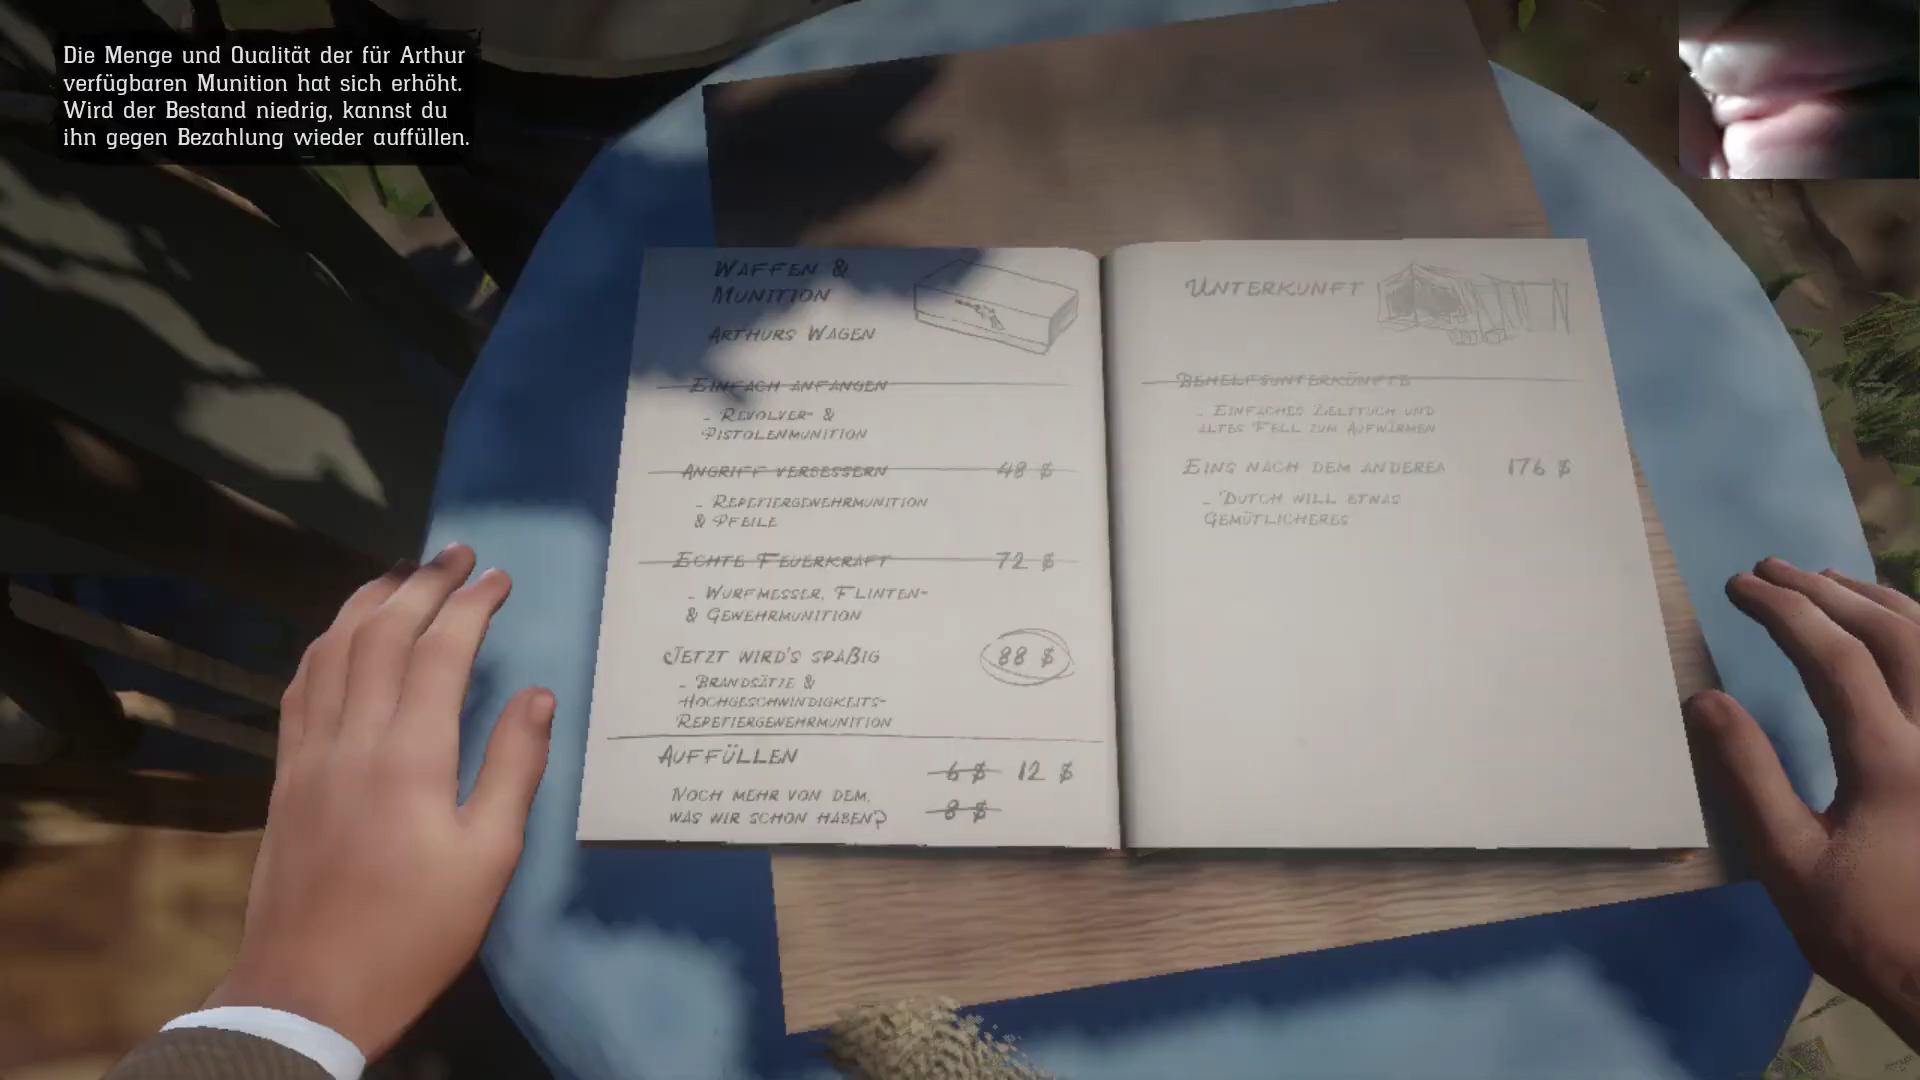 Die Menge und Qualität der für Arthur
verfügbaren Munition hat sich erhöht.
Wird der Bestand niedrig, kannst du
ihn gegen Bezahlung wieder auffüllen.
WAFFEN &
MUNITION
ARTHURS WAGEN
EINFACH ANFANGEN
- REVOLVER- &
PISTOLENMUNITION
ANGRIFF VERBESSERN 48 $
- REPETIERGEWEHRMUNITION
& PFEILE
ECHTE FEUERKRAFT 72 $
- WURFMESSER, FLINTEN-
& GEWEHRMUNITION
JETZT WIRD'S SPAßIG 88 $
- BRANDSÄTZE &
HOCHGESCHWINDIGKEITS-
REPETIERGEWEHRMUNITION
AUFFÜLLEN 6 $ 12 $
NOCH MEHR VON DEM, 8 $
WAS WIR SCHON HABEN?
UNTERKUNFT
BEHELFSUNTERKÜNFTE
- EINFACHES ZELTTUCH UND
ALTES FELL ZUM AUFWÄRMEN
EINS NACH DEM ANDEREN 176 $
- DUTCH WILL ETWAS
GEMÜTLICHERES